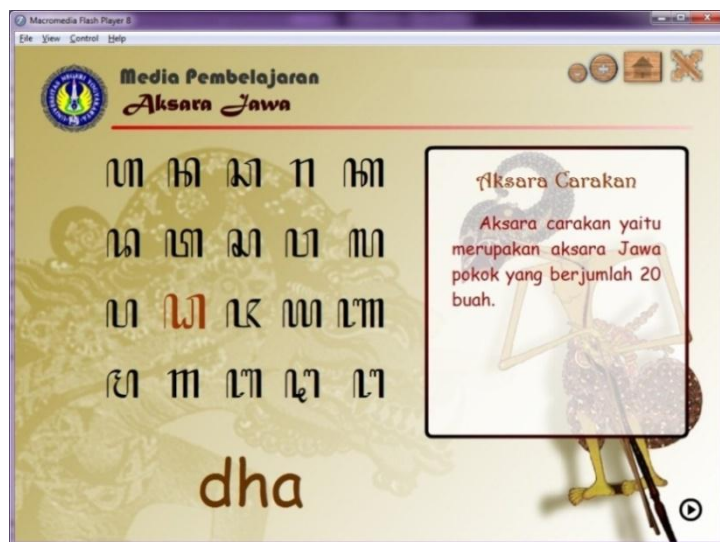 Macromedia Flash Player 8
File View Control Help
Media Pembelajaran
Aksara Jawa
ꦲ ꦤ ꦕ ꦫ ꦏ
ꦢ ꦠ ꦱ ꦮ ꦭ
ꦥ ꦝ ꦗ ꦪ ꦚ
ꦩ ꦒ ꦧ ꦛ ꦔ
dha
Aksara Carakan
Aksara carakan yaitu
merupakan aksara Jawa
pokok yang berjumlah 20
buah.